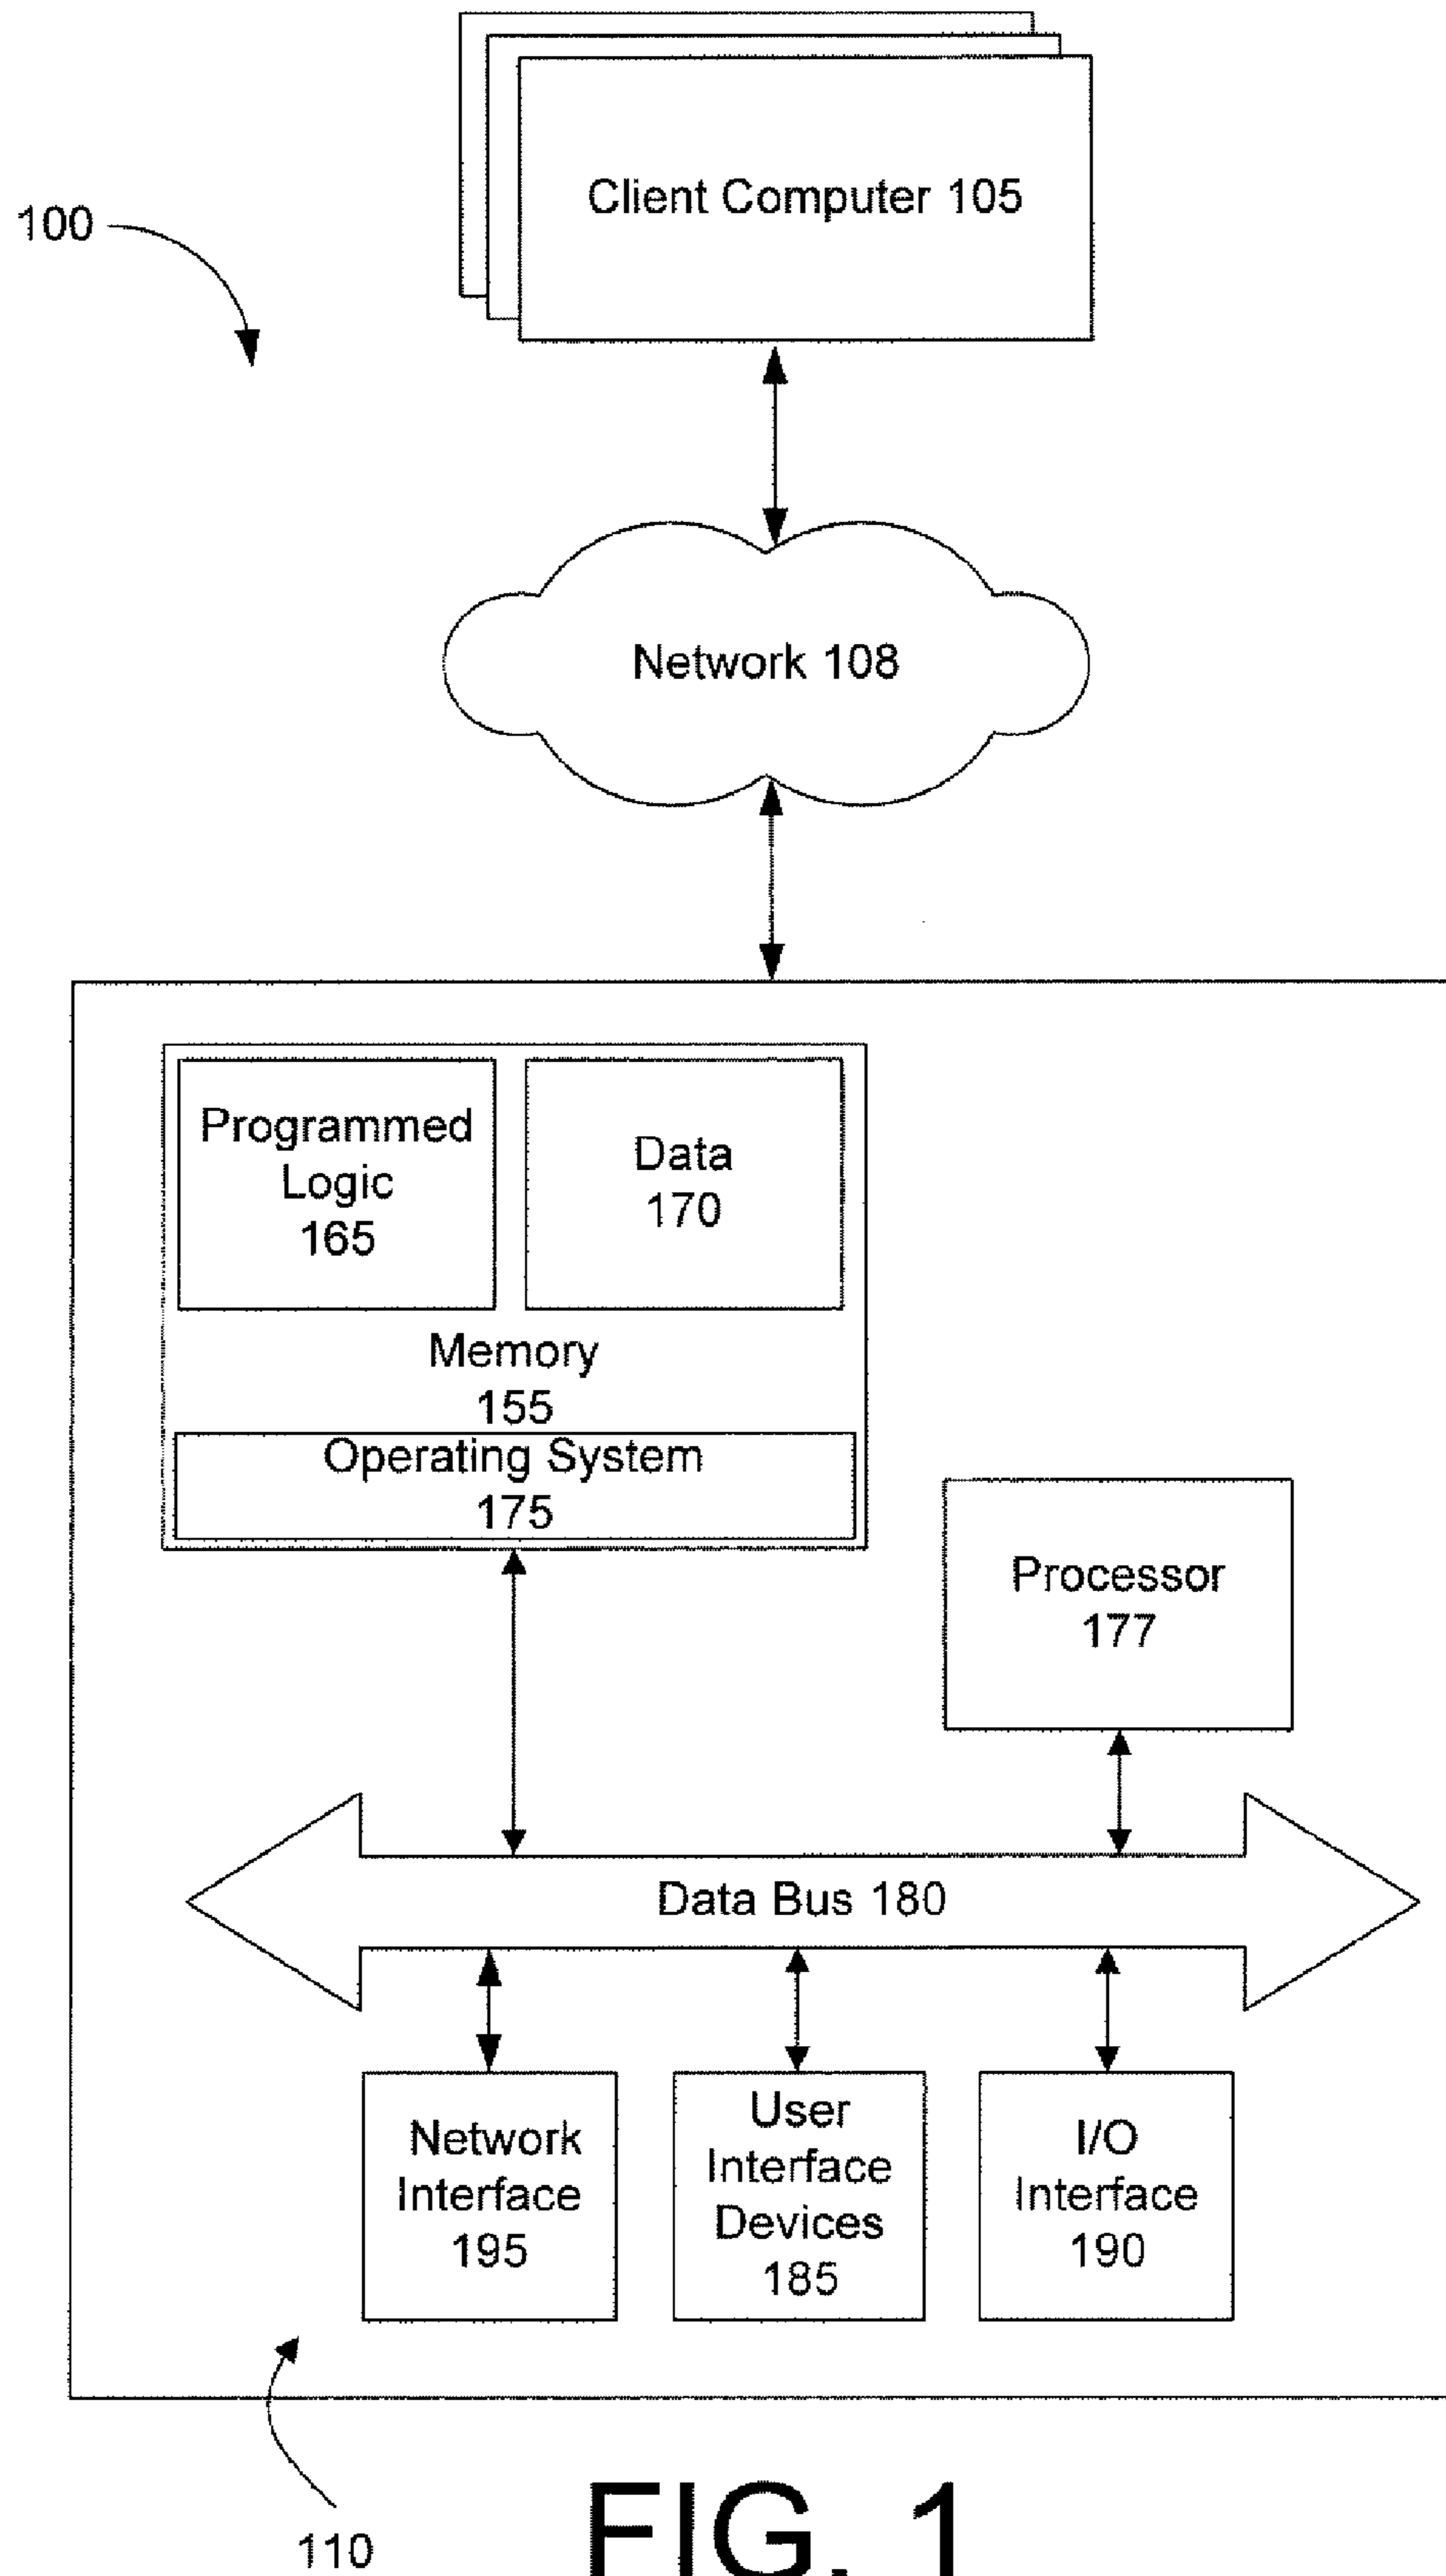 Client Computer 105
100
Network 108
Programmed
Logic
165
Data
170
Memory
155
Operating System
175
Processor
177
Data Bus 180
Network
Interface
195
User
Interface
Devices
185
I/O
Interface
190
110
FIG. 1